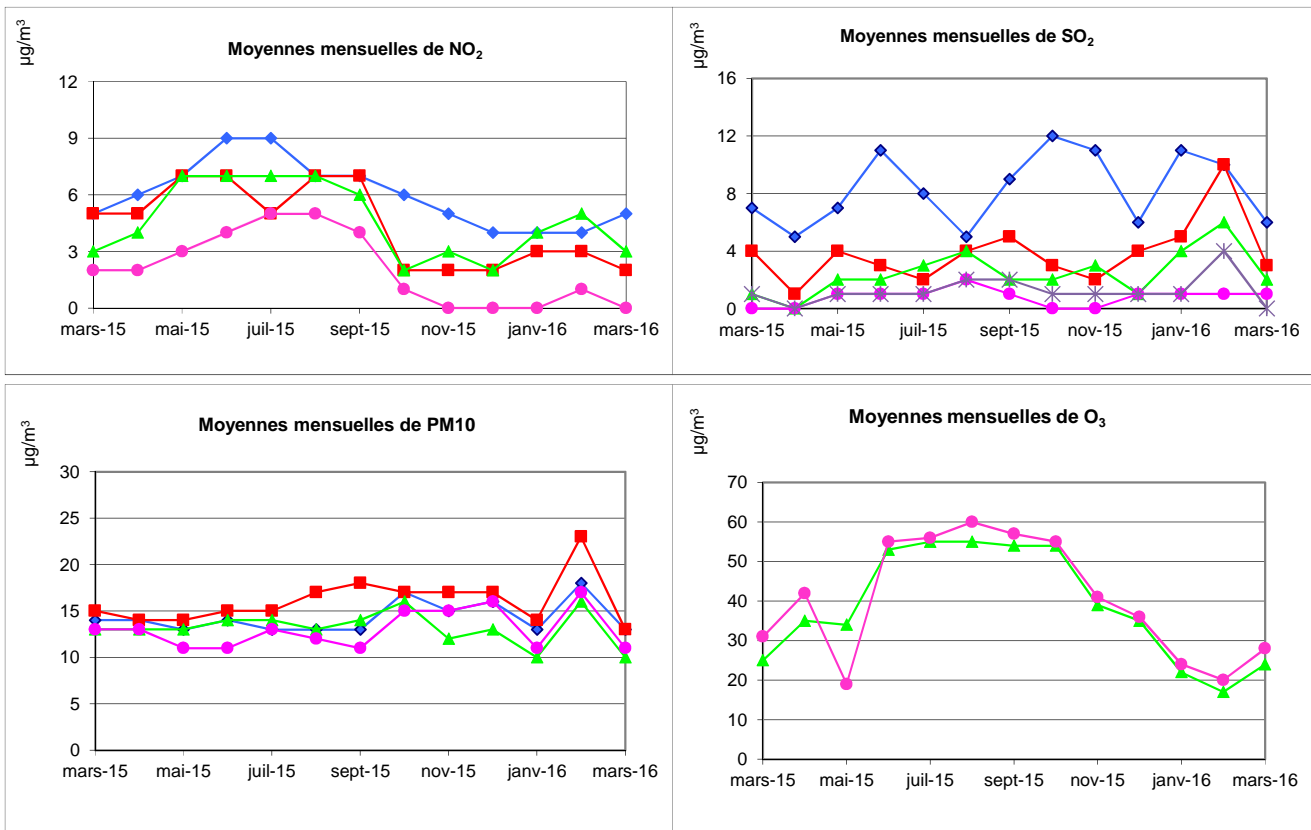 µg/m³
Moyennes mensuelles de NO₂
12
9
6
3
0
mars-15 mai-15 juil-15 sept-15 nov-15 janv-16 mars-16
µg/m³
Moyennes mensuelles de SO₂
16
12
8
4
0
mars-15 mai-15 juil-15 sept-15 nov-15 janv-16 mars-16
µg/m³
Moyennes mensuelles de PM10
30
25
20
15
10
5
0
mars-15 mai-15 juil-15 sept-15 nov-15 janv-16 mars-16
µg/m³
Moyennes mensuelles de O₃
70
60
50
40
30
20
10
0
mars-15 mai-15 juil-15 sept-15 nov-15 janv-16 mars-16